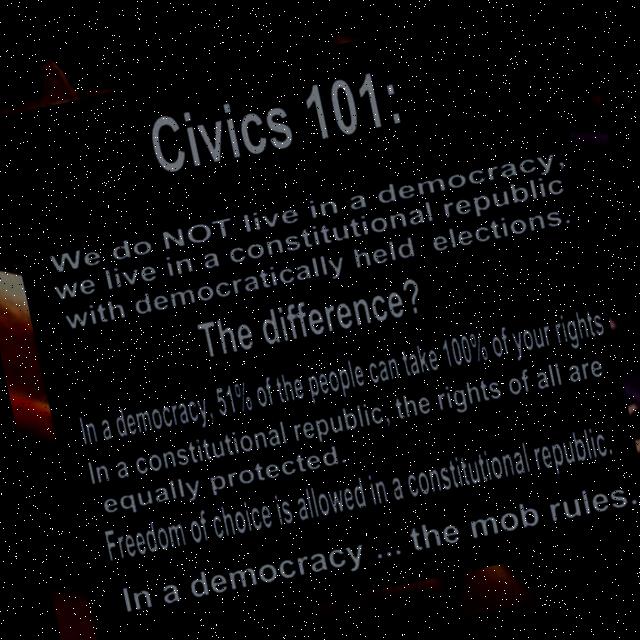 Civics 101:
We do NOT live in a democracy.
we live in a constitutional republic
with democratically held elections.
The difference?
In a democracy, 51% of the people can take 100% of your rights
In a constitutional republic, the rights of all are
equally protected
Freedom of choice is allowed in a constitutional republic.
In a democracy ... the mob rules.